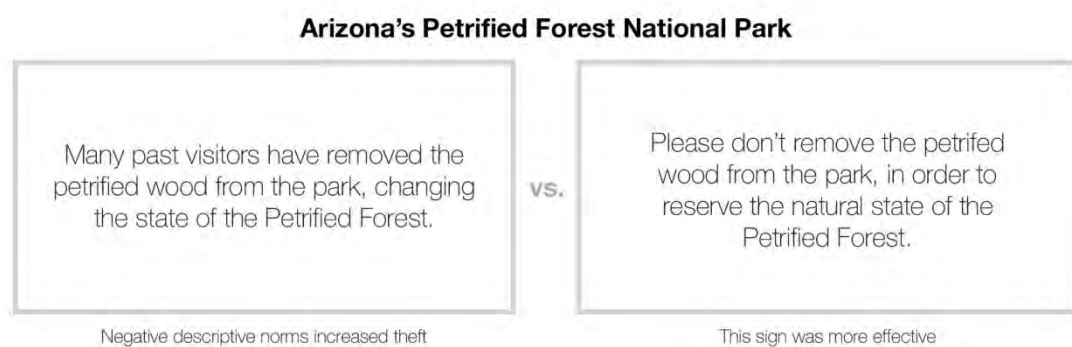 Arizona's Petrified Forest National Park
Many past visitors have removed the
petrified wood from the park, changing
the state of the Petrified Forest.
vs.
Please don't remove the petrifed
wood from the park, in order to
reserve the natural state of the
Petrified Forest.
Negative descriptive norms increased theft
This sign was more effective